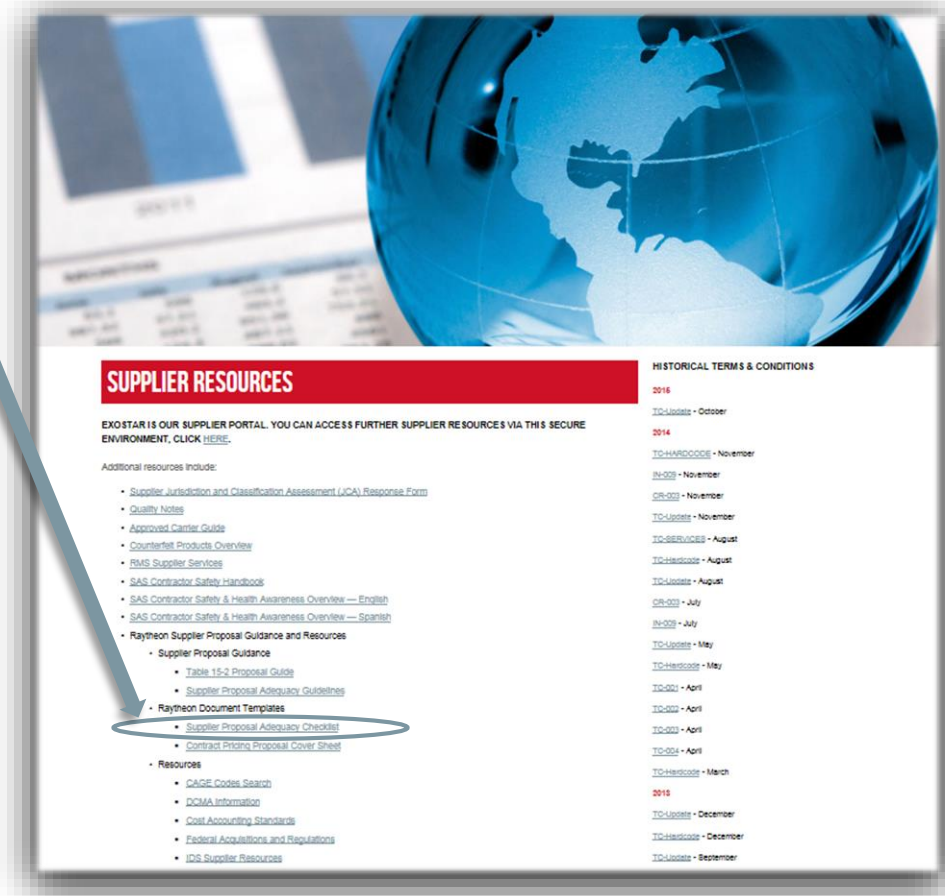 SUPPLIER RESOURCES
EXOSTAR IS OUR SUPPLIER PORTAL. YOU CAN ACCESS FURTHER SUPPLIER RESOURCES VIA THIS SECURE
ENVIRONMENT, CLICK HERE.
Additional resources include:
• Supplier Jurisdiction and Classification Assessment (JCA) Response Form
• Quality Notes
• Approved Carrier Guide
• Counterfeit Products Overview
• RMS Supplier Services
• SAS Contractor Safety Handbook
• SAS Contractor Safety & Health Awareness Overview — English
• SAS Contractor Safety & Health Awareness Overview — Spanish
• Raytheon Supplier Proposal Guidance and Resources
• Supplier Proposal Guidance
• Table 15-2 Proposal Guide
• Supplier Proposal Adequacy Guidelines
• Raytheon Document Templates
• Supplier Proposal Adequacy Checklist
• Contract Pricing Proposal Cover Sheet
• Resources
• CAGE Codes Search
• DCMA Information
• Cost Accounting Standards
• Federal Acquisitions and Regulations
• IDS Supplier Resources
HISTORICAL TERMS & CONDITIONS
TC-Update - October
2014
TC-HARDCODE - November
IN-009 - November
CR-003 - November
TC-Update - November
TC-SERVICES - August
TC-Hardcode - August
TC-Update - August
CR-003 - July
IN-009 - July
TC-Update - May
TC-Hardcode - May
TC-001 - April
TC-002 - April
TC-003 - April
TC-004 - April
TC-Hardcode - March
2013
TC-Update - December
TC-Hardcode - December
TC-Update - September